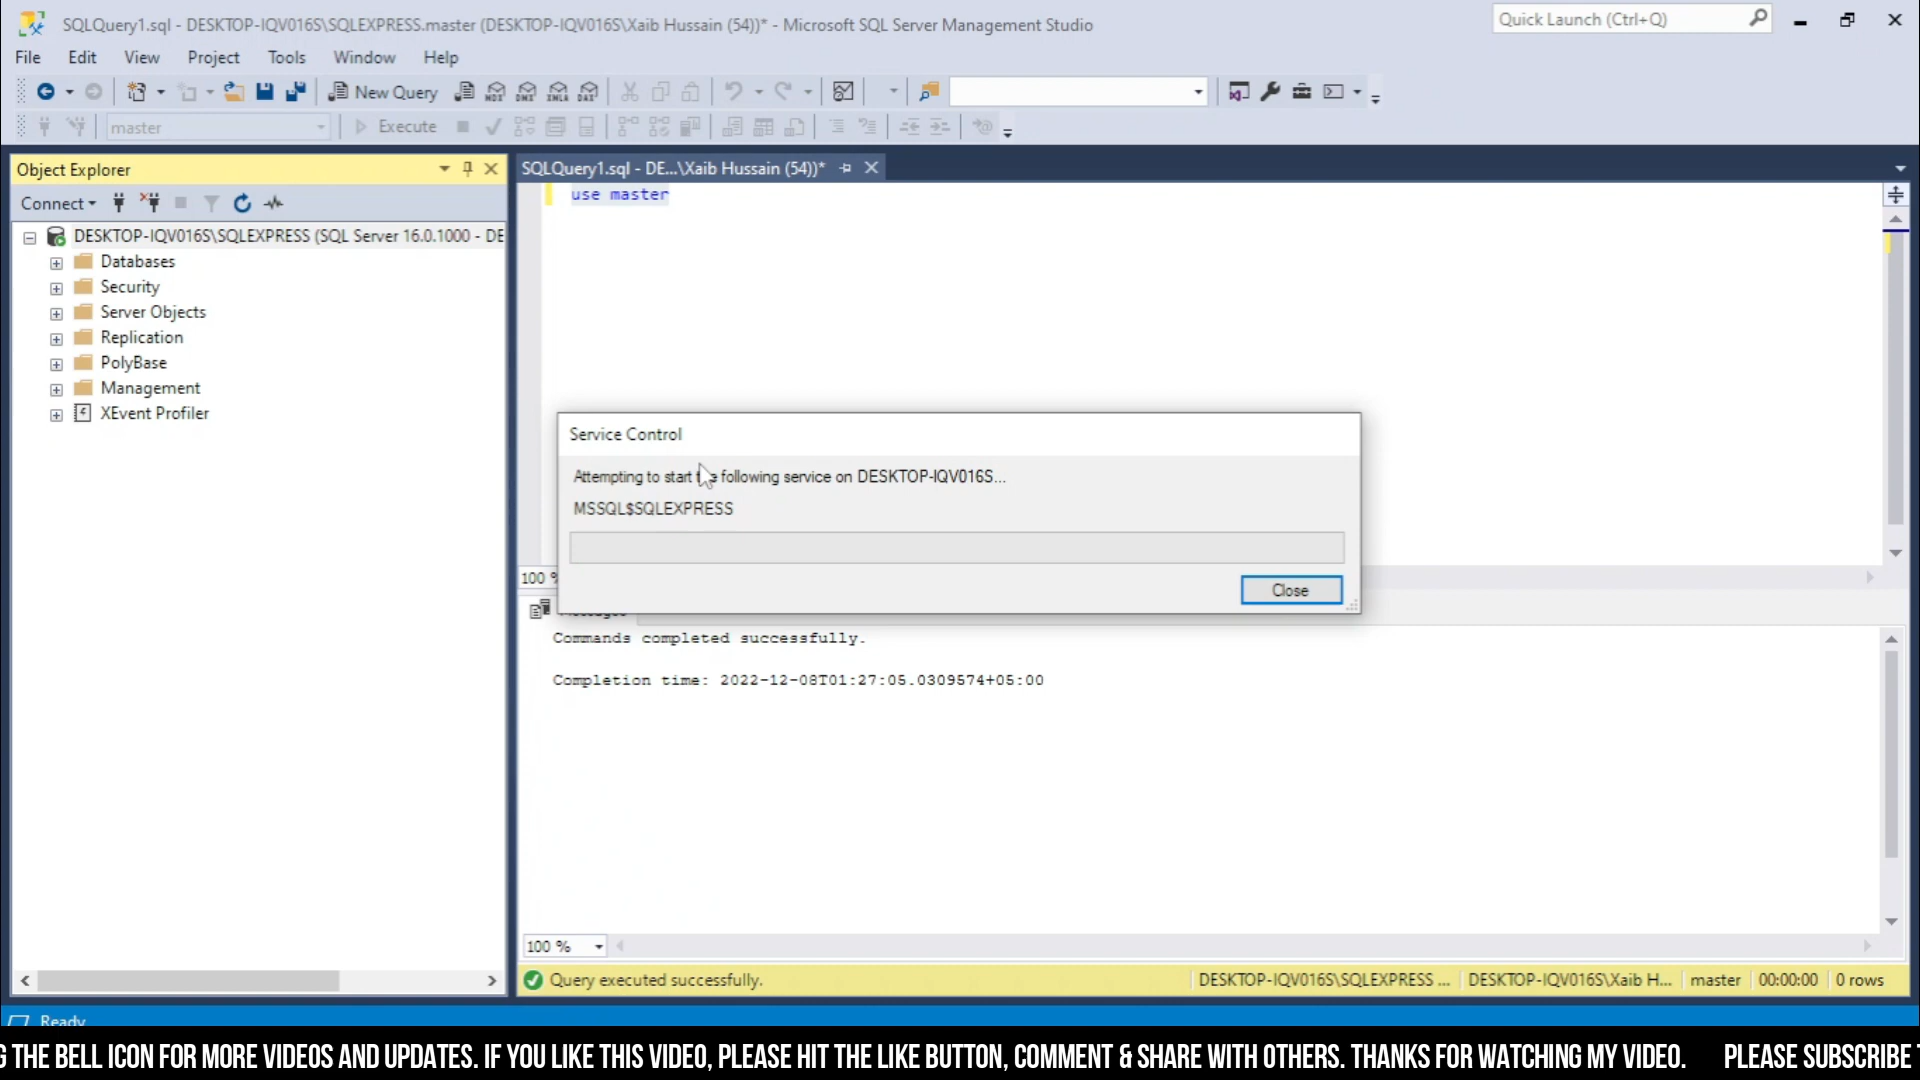 SQLQuery1.sql - DESKTOP-IQV016S\SQLEXPRESS.master (DESKTOP-IQV016S\Xaib Hussain (54))* - Microsoft SQL Server Management Studio
Quick Launch (Ctrl+Q)
File Edit View Project Tools Window Help
New Query
MDX DMX XMLA DAX
master
Execute
Object Explorer
SQLQuery1.sql - DE...\Xaib Hussain (54))*
Connect
use master
DESKTOP-IQV016S\SQLEXPRESS (SQL Server 16.0.1000 - DE
Databases
Security
Server Objects
Replication
PolyBase
Management
XEvent Profiler
Service Control
Attempting to start the following service on DESKTOP-IQV016S...
MSSQL$SQLEXPRESS
100 %
Close
Messages
Commands completed successfully.
Completion time: 2022-12-08T01:27:05.0309574+05:00
100 %
Query executed successfully.
DESKTOP-IQV016S\SQLEXPRESS ...
DESKTOP-IQV016S\Xaib H...
master
00:00:00
0 rows
Ready
G THE BELL ICON FOR MORE VIDEOS AND UPDATES. IF YOU LIKE THIS VIDEO, PLEASE HIT THE LIKE BUTTON, COMMENT & SHARE WITH OTHERS. THANKS FOR WATCHING MY VIDEO. PLEASE SUBSCRIBE